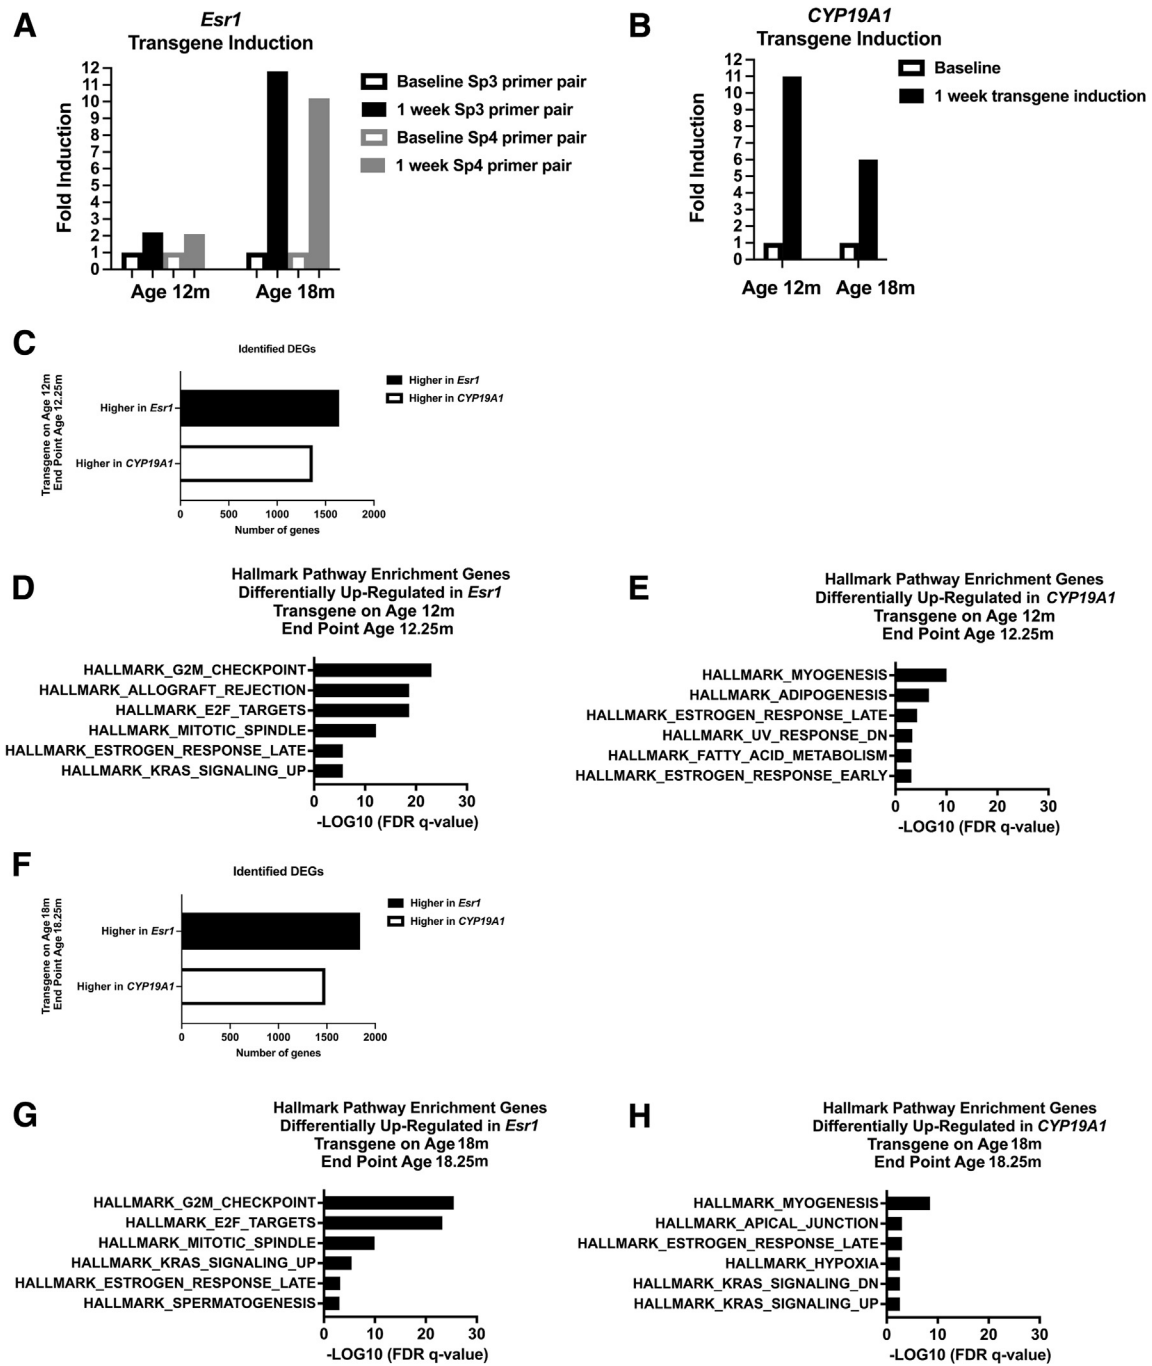 A
Esr1
Transgene Induction
Fold Induction
12
11
10
9
8
7
6
5
4
3
2
1
0
Age 12m
Age 18m
Baseline Sp3 primer pair
1 week Sp3 primer pair
Baseline Sp4 primer pair
1 week Sp4 primer pair
B
CYP19A1
Transgene Induction
Fold Induction
12
11
10
9
8
7
6
5
4
3
2
1
0
Age 12m
Age 18m
Baseline
1 week transgene induction
C
Identified DEGs
Transgene on Age 12m
End Point Age 12.25m
Higher in Esr1
Higher in CYP19A1
0 500 1000 1500 2000
Number of genes
Higher in Esr1
Higher in CYP19A1
D
Hallmark Pathway Enrichment Genes
Differentially Up-Regulated in Esr1
Transgene on Age 12m
End Point Age 12.25m
HALLMARK_G2M_CHECKPOINT
HALLMARK_ALLOGRAFT_REJECTION
HALLMARK_E2F_TARGETS
HALLMARK_MITOTIC_SPINDLE
HALLMARK_ESTROGEN_RESPONSE_LATE
HALLMARK_KRAS_SIGNALING_UP
0 10 20 30
-LOG10 (FDR q-value)
E
Hallmark Pathway Enrichment Genes
Differentially Up-Regulated in CYP19A1
Transgene on Age 12m
End Point Age 12.25m
HALLMARK_MYOGENESIS
HALLMARK_ADIPOGENESIS
HALLMARK_ESTROGEN_RESPONSE_LATE
HALLMARK_UV_RESPONSE_DN
HALLMARK_FATTY_ACID_METABOLISM
HALLMARK_ESTROGEN_RESPONSE_EARLY
0 10 20 30
-LOG10 (FDR q-value)
F
Identified DEGs
Transgene on Age 18m
End Point Age 18.25m
Higher in Esr1
Higher in CYP19A1
0 500 1000 1500 2000
Number of genes
Higher in Esr1
Higher in CYP19A1
G
Hallmark Pathway Enrichment Genes
Differentially Up-Regulated in Esr1
Transgene on Age 18m
End Point Age 18.25m
HALLMARK_G2M_CHECKPOINT
HALLMARK_E2F_TARGETS
HALLMARK_MITOTIC_SPINDLE
HALLMARK_KRAS_SIGNALING_UP
HALLMARK_ESTROGEN_RESPONSE_LATE
HALLMARK_SPERMATOGENESIS
0 10 20 30
-LOG10 (FDR q-value)
H
Hallmark Pathway Enrichment Genes
Differentially Up-Regulated in CYP19A1
Transgene on Age 18m
End Point Age 18.25m
HALLMARK_MYOGENESIS
HALLMARK_APICAL_JUNCTION
HALLMARK_ESTROGEN_RESPONSE_LATE
HALLMARK_HYPOXIA
HALLMARK_KRAS_SIGNALING_DN
HALLMARK_KRAS_SIGNALING_UP
0 10 20 30
-LOG10 (FDR q-value)